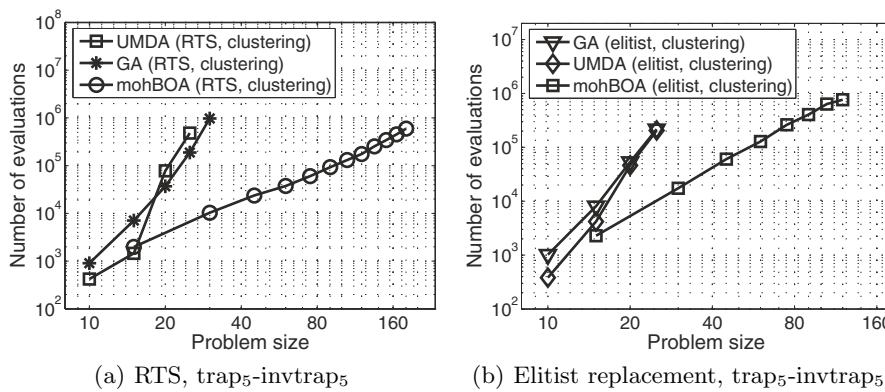 10^8
10^7
10^6
10^5
10^4
10^3
10^2
Number of evaluations
UMDA (RTS, clustering)
GA (RTS, clustering)
mohBOA (RTS, clustering)
10 20 40 80 160
Problem size
(a) RTS, trap₅-invtrap₅
10^7
10^6
10^5
10^4
10^3
10^2
Number of evaluations
GA (elitist, clustering)
UMDA (elitist, clustering)
mohBOA (elitist, clustering)
10 20 40 80 160
Problem size
(b) Elitist replacement, trap₅-invtrap₅